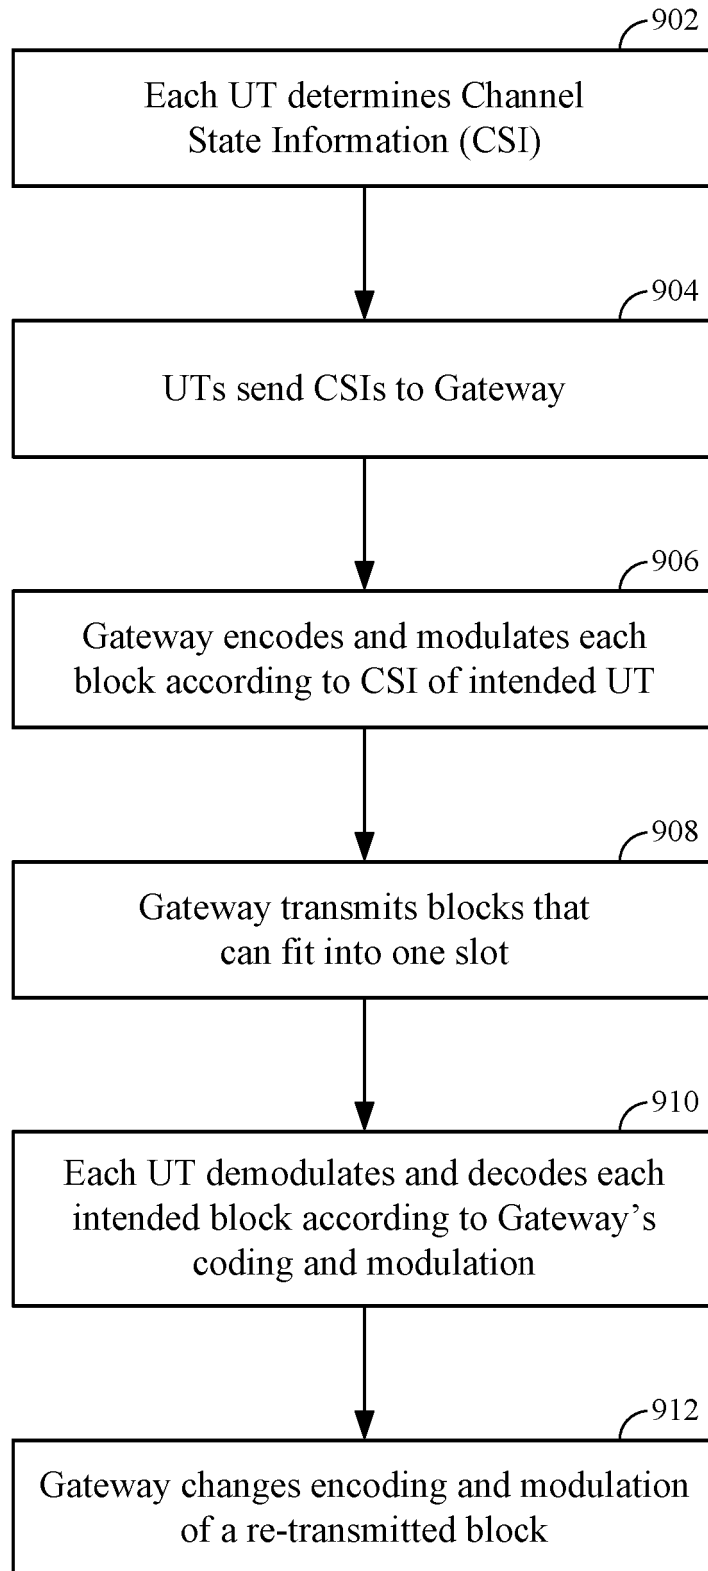 902
Each UT determines Channel
State Information (CSI)
904
UTs send CSIs to Gateway
906
Gateway encodes and modulates each
block according to CSI of intended UT
908
Gateway transmits blocks that
can fit into one slot
910
Each UT demodulates and decodes each
intended block according to Gateway's
coding and modulation
912
Gateway changes encoding and modulation
of a re-transmitted block